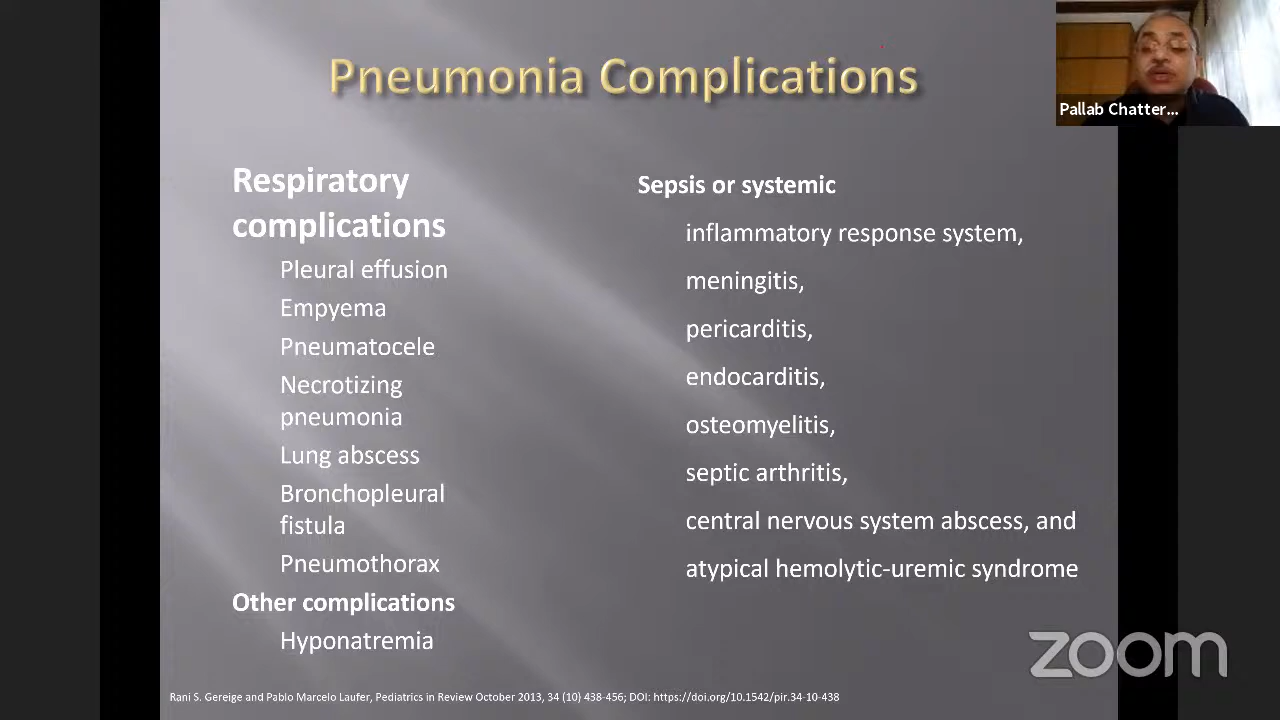 Pneumonia Complications
Pallab Chatter...
Respiratory
complications
Pleural effusion
Empyema
Pneumatocele
Necrotizing
pneumonia
Lung abscess
Bronchopleural
fistula
Pneumothorax
Other complications
Hyponatremia
Sepsis or systemic
inflammatory response system,
meningitis,
pericarditis,
endocarditis,
osteomyelitis,
septic arthritis,
central nervous system abscess, and
atypical hemolytic-uremic syndrome
zoom
Rani S. Gereige and Pablo Marcelo Laufer, Pediatrics in Review October 2013, 34 (10) 438-456; DOI: https://doi.org/10.1542/pir.34-10-438